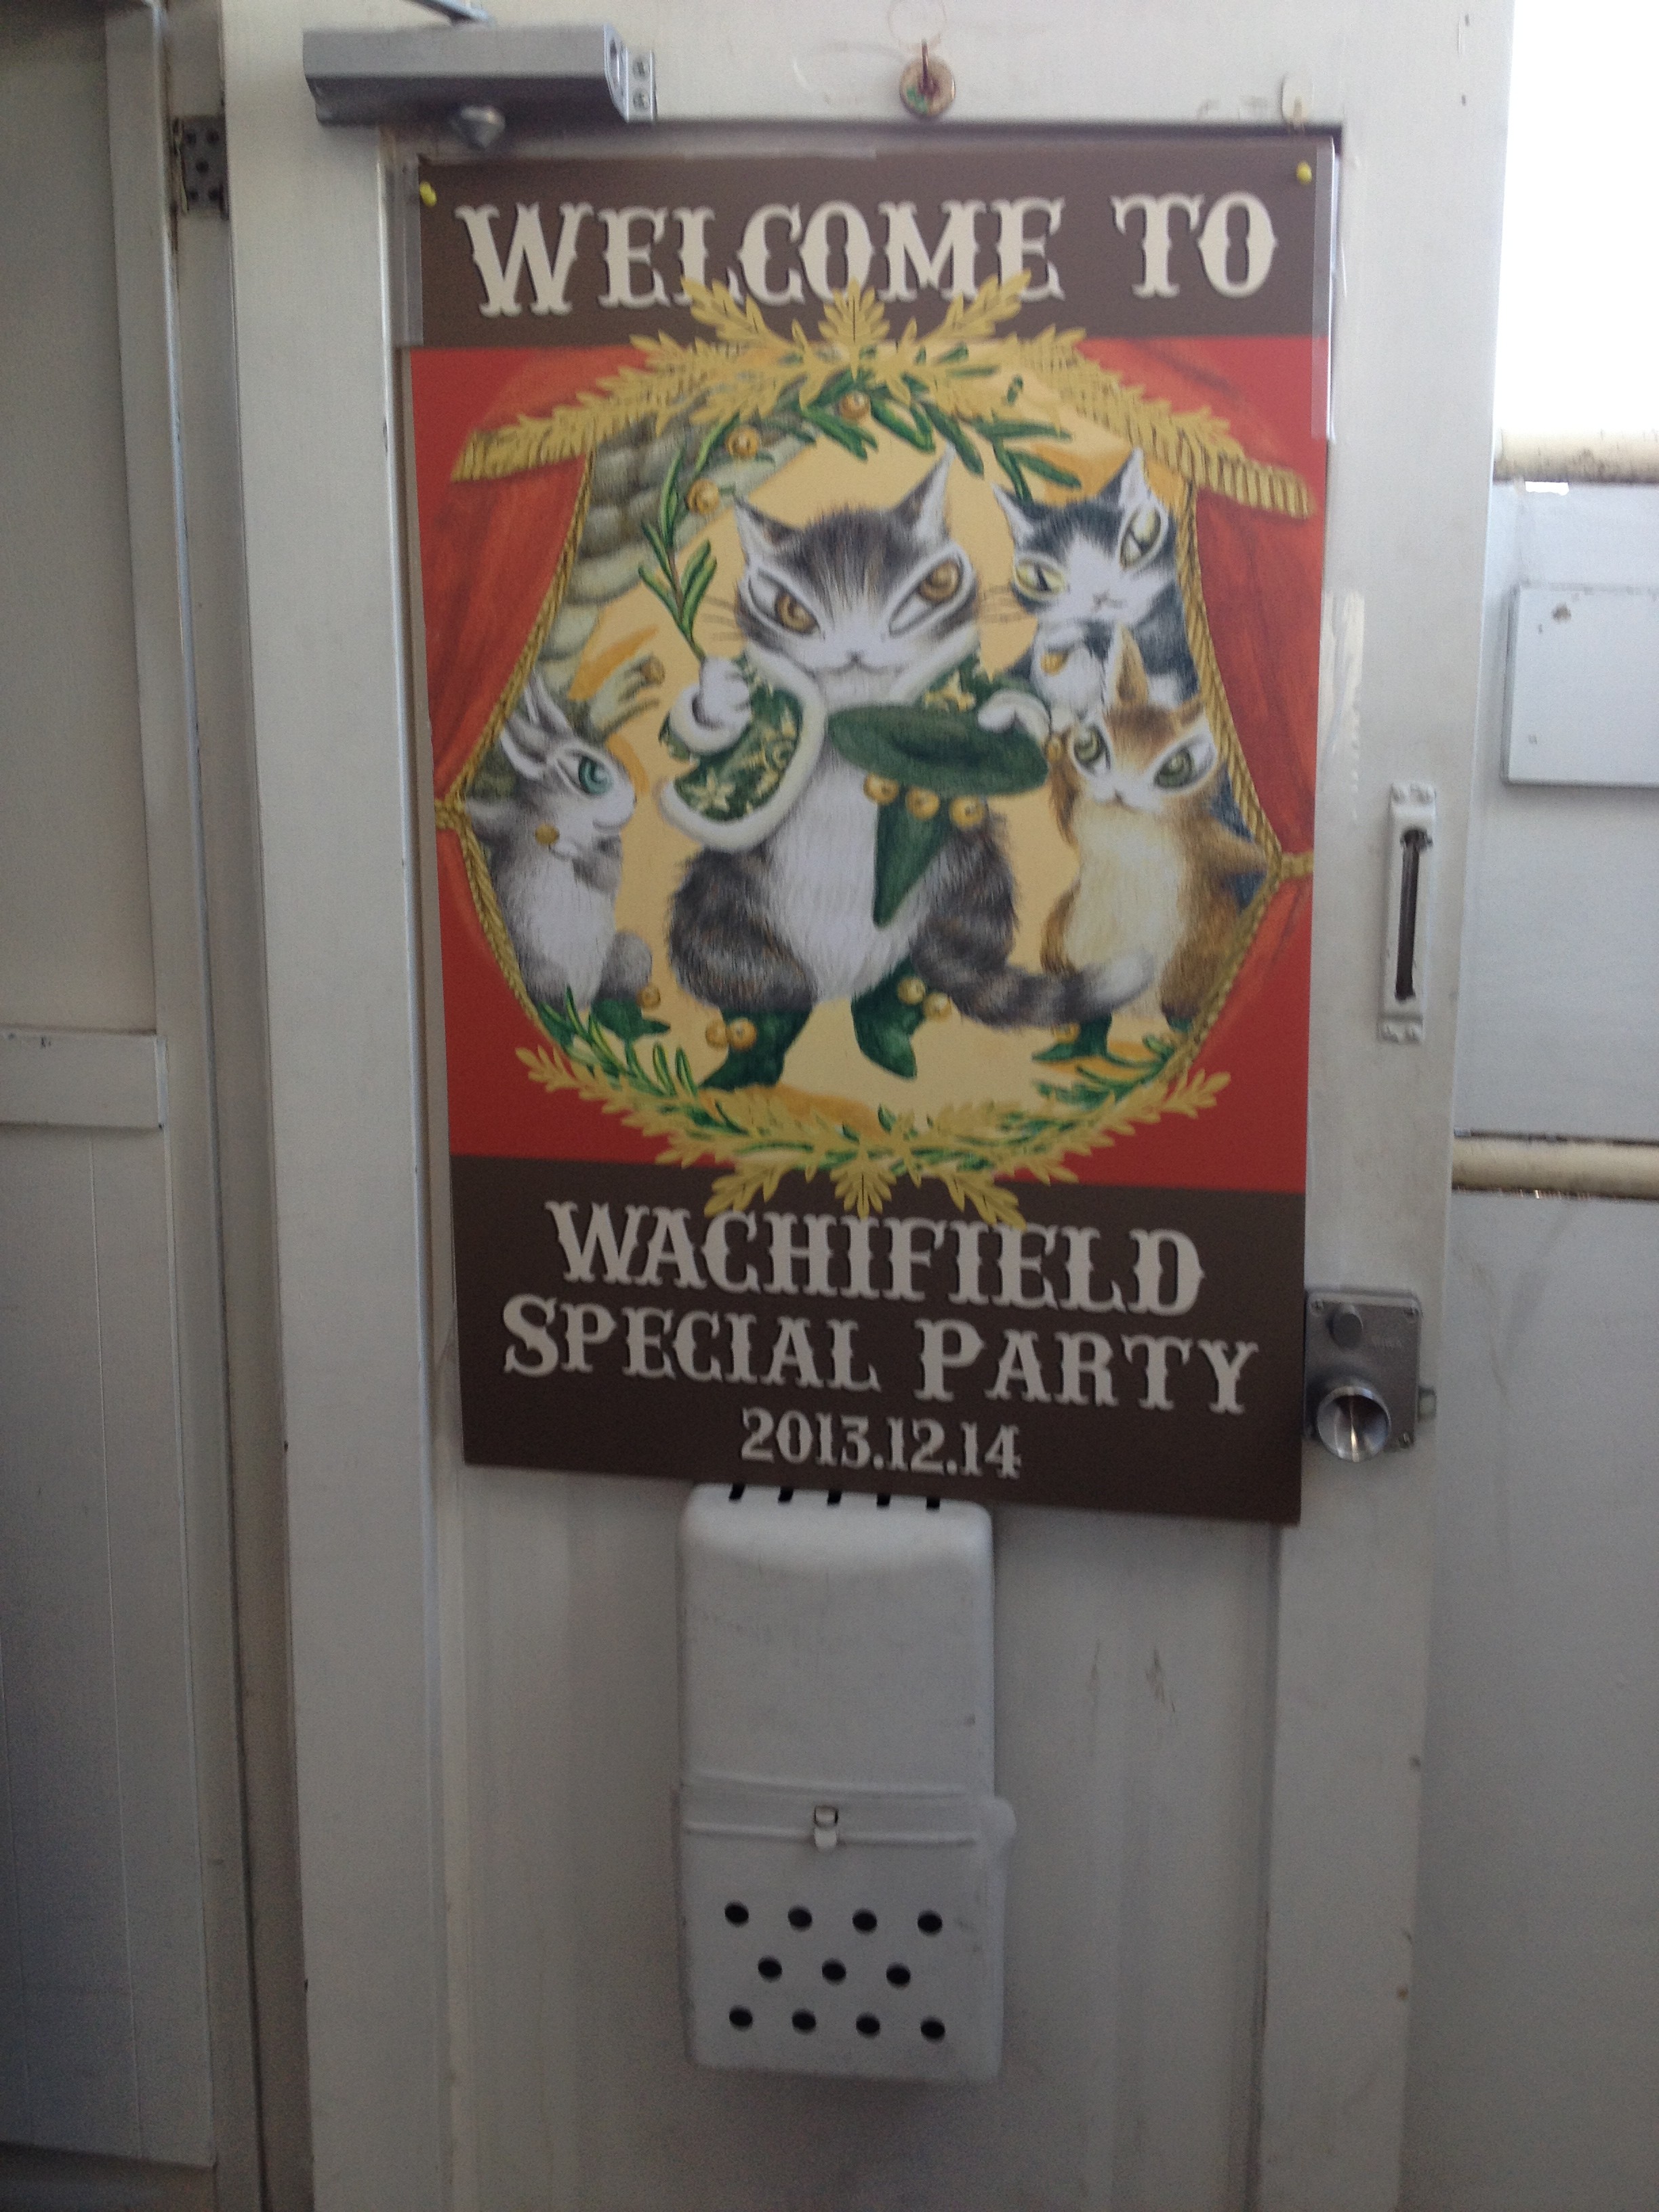 WELCOME TO
WACHIFIELD
SPECIAL PARTY
2013.12.14